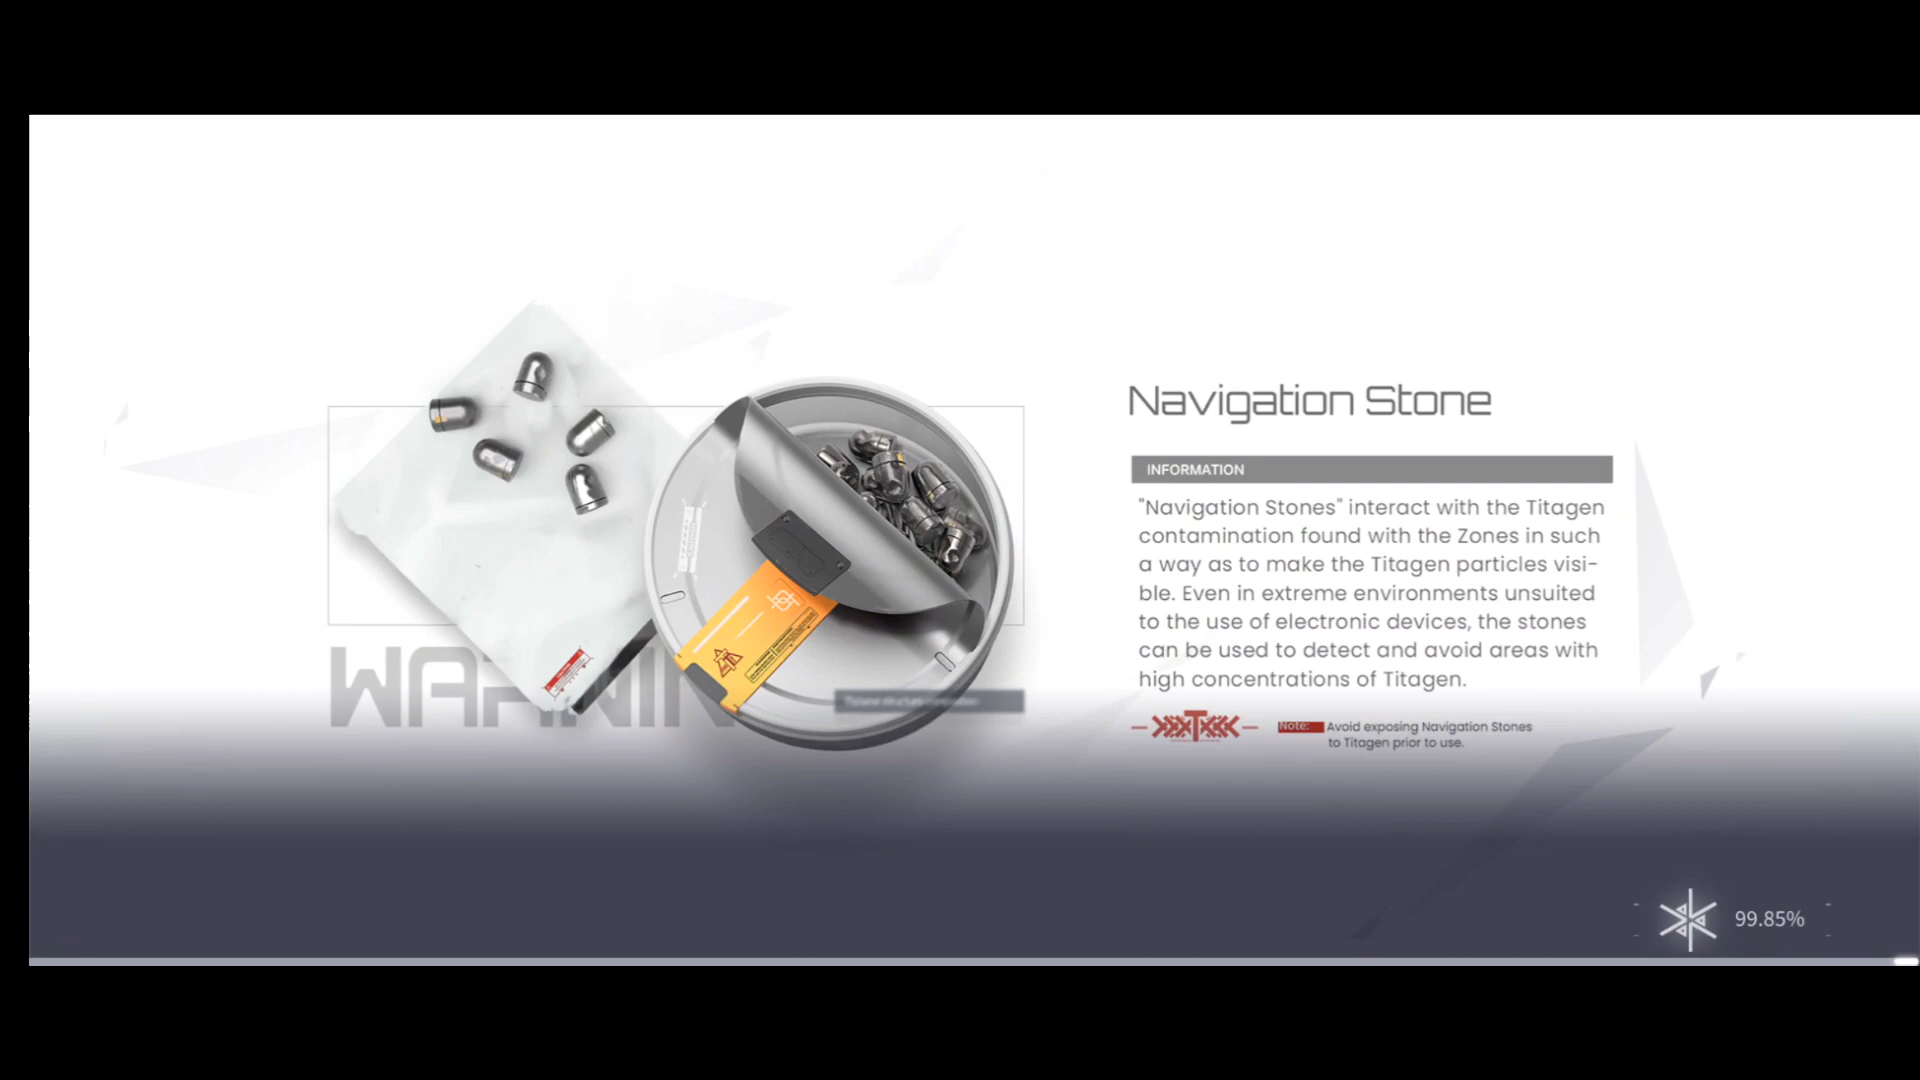 Navigation Stone
INFORMATION
"Navigation Stones" interact with the Titagen
contamination found with the Zones in such
a way as to make the Titagen particles visi-
ble. Even in extreme environments unsuited
to the use of electronic devices, the stones
can be used to detect and avoid areas with
high concentrations of Titagen.
Note: Avoid exposing Navigation Stones
to Titagen prior to use.
99.85%